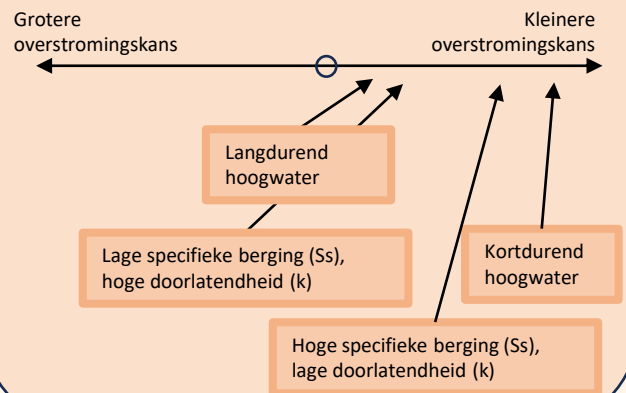 Grotere
overstromingskans
Kleinere
overstromingskans
Langdurend
hoogwater
Lage specifieke berging (Ss),
hoge doorlatendheid (k)
Kortdurend
hoogwater
Hoge specifieke berging (Ss),
lage doorlatendheid (k)